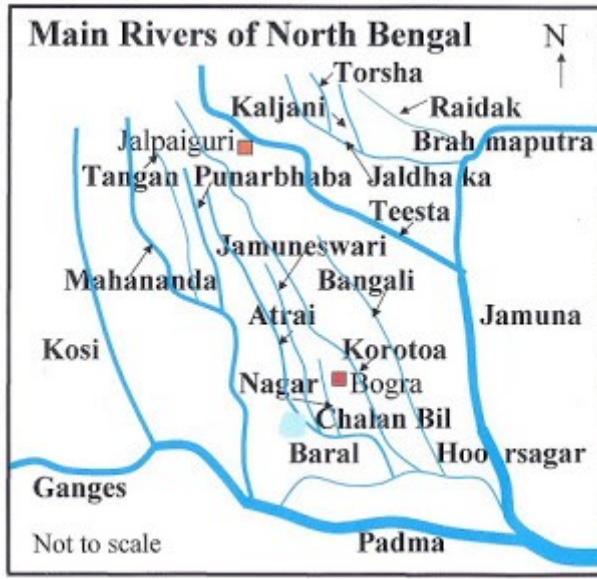 Main Rivers of North Bengal
N
Torsha
Kaljani
Raidak
Jalpaiguri
Brahmaputra
Tangan
Punarbhaba
Jaldhaka
Teesta
Jamuneswari
Mahananda
Bangali
Atrai
Jamuna
Kosi
Korotoa
Nagar
Bogra
Chalan Bil
Baral
Hoorsagar
Ganges
Not to scale
Padma